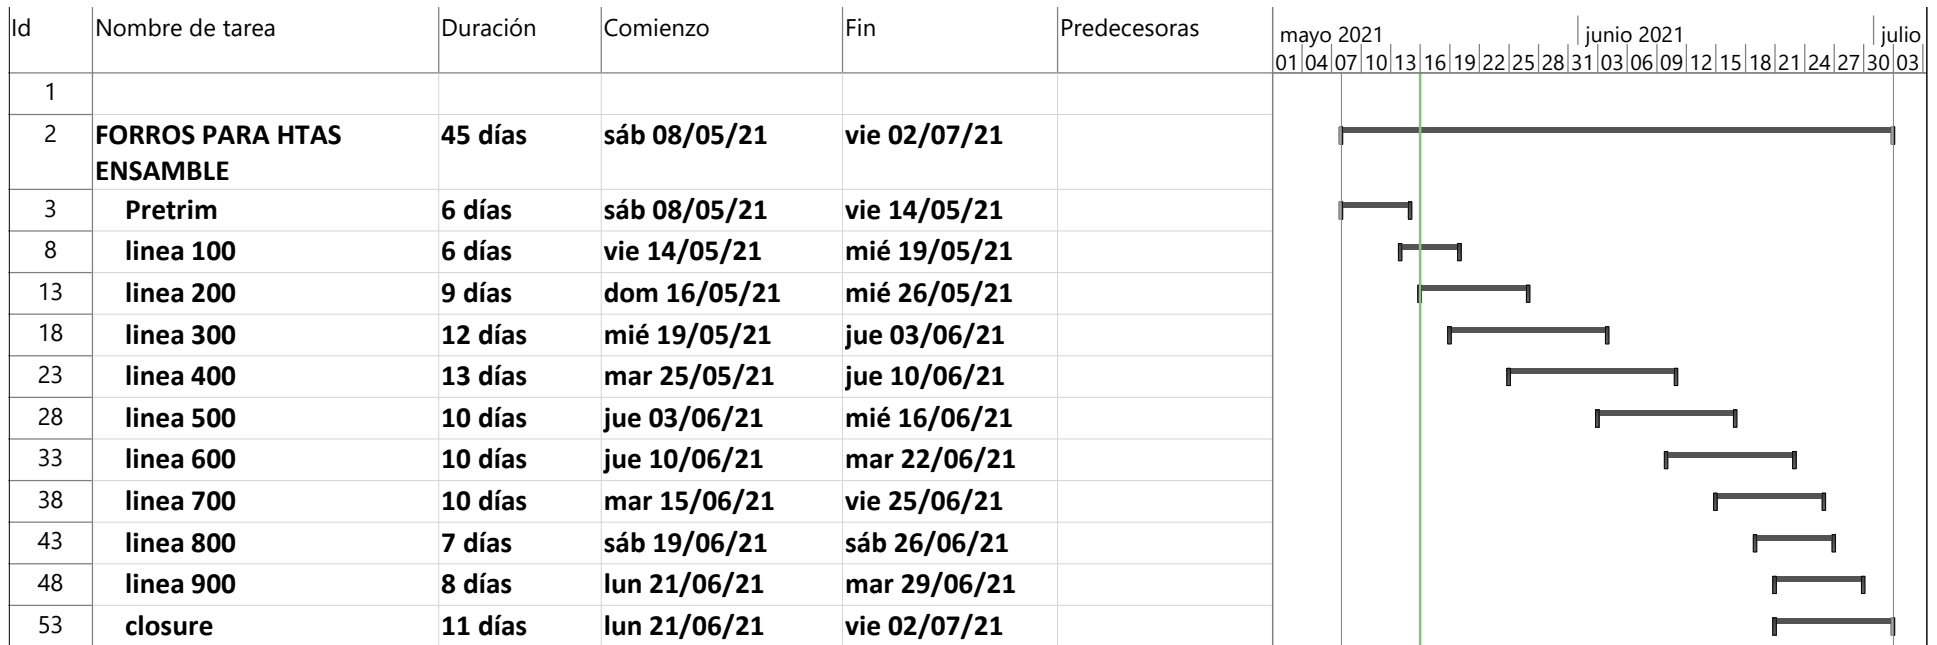 Id Nombre de tarea Duración Comienzo Fin Predecesoras
mayo 2021 junio 2021 julio
01 04 07 10 13 16 19 22 25 28 31 03 06 09 12 15 18 21 24 27 30 03
1
2 FORROS PARA HTAS 45 días sáb 08/05/21 vie 02/07/21
ENSAMBLE
3 Pretrim 6 días sáb 08/05/21 vie 14/05/21
8 linea 100 6 días vie 14/05/21 mié 19/05/21
13 linea 200 9 días dom 16/05/21 mié 26/05/21
18 linea 300 12 días mié 19/05/21 jue 03/06/21
23 linea 400 13 días mar 25/05/21 jue 10/06/21
28 linea 500 10 días jue 03/06/21 mié 16/06/21
33 linea 600 10 días jue 10/06/21 mar 22/06/21
38 linea 700 10 días mar 15/06/21 vie 25/06/21
43 linea 800 7 días sáb 19/06/21 sáb 26/06/21
48 linea 900 8 días lun 21/06/21 mar 29/06/21
53 closure 11 días lun 21/06/21 vie 02/07/21